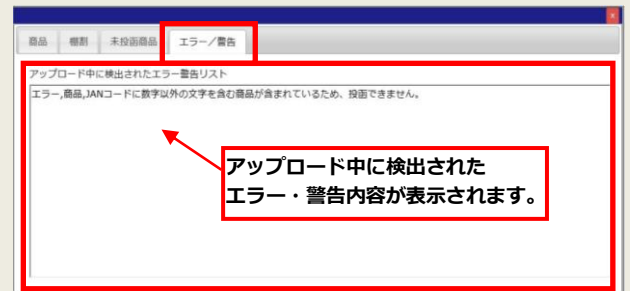 商品 棚割 未投函商品 エラー／警告
アップロード中に検出されたエラー警告リスト
エラー,商品,JANコードに数字以外の文字を含む商品が含まれているため、投函できません。
アップロード中に検出された
エラー・警告内容が表示されます。